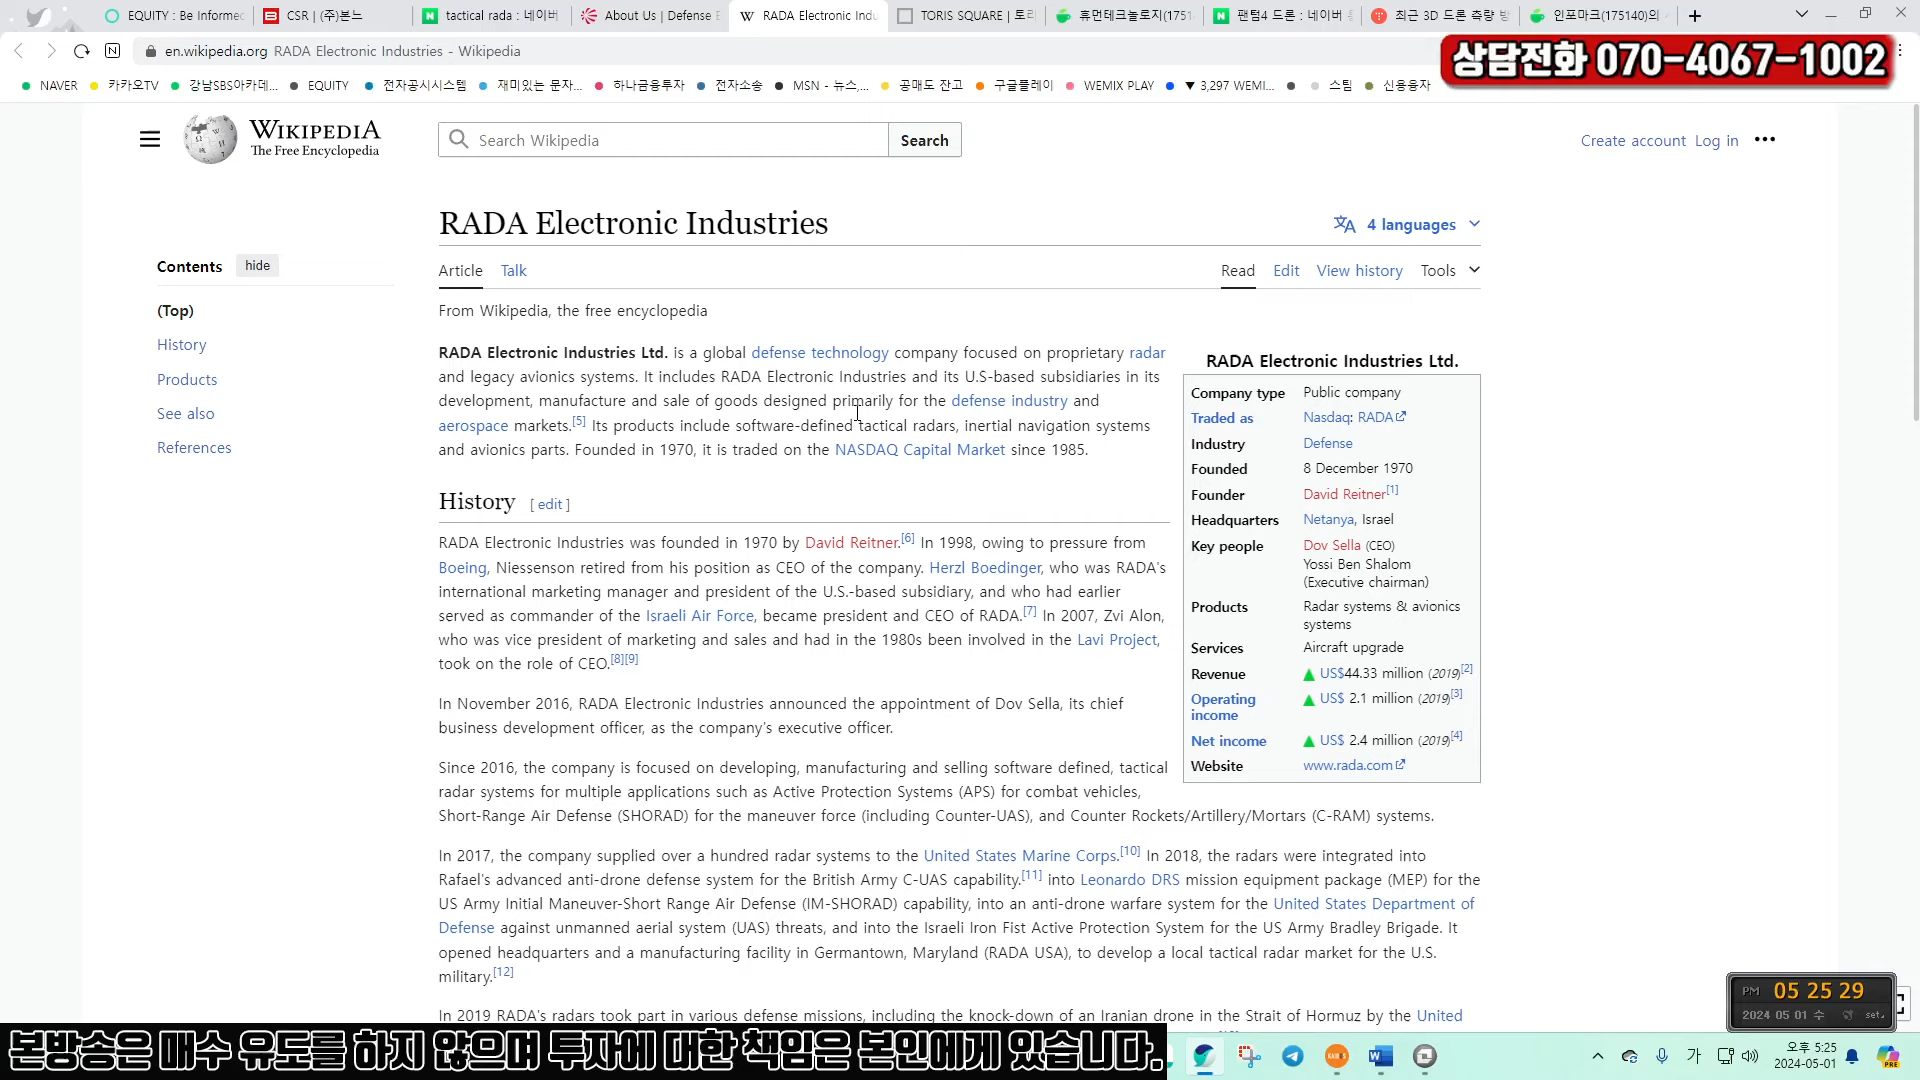 EQUITY : Be Informed
CSR | (주)본느
tactical rada : 네이버
About Us | Defense E
RADA Electronic Indu
TORIS SQUARE | 토리
휴먼테크놀로지(1751
팬텀4 드론 : 네이버
최근 3D 드론 측량 방
인포마크(175140)의
en.wikipedia.org RADA Electronic Industries - Wikipedia
상담전화 070-4067-1002
NAVER
카카오TV
강남SBS아카데...
EQUITY
전자공시시스템
재미있는 문자...
하나금융투자
전자소송
MSN - 뉴스,...
공매도 잔고
구글플레이
WEMIX PLAY
▼ 3,297 WEMI...
스팀
신용융자
WIKIPEDIA
The Free Encyclopedia
Search Wikipedia
Search
Create account Log in
RADA Electronic Industries
4 languages
Contents hide
Article Talk
Read Edit View history Tools
(Top)
History
Products
See also
References
From Wikipedia, the free encyclopedia
RADA Electronic Industries Ltd. is a global defense technology company focused on proprietary radar
and legacy avionics systems. It includes RADA Electronic Industries and its U.S-based subsidiaries in its
development, manufacture and sale of goods designed primarily for the defense industry and
aerospace markets.[5] Its products include software-defined tactical radars, inertial navigation systems
and avionics parts. Founded in 1970, it is traded on the NASDAQ Capital Market since 1985.
RADA Electronic Industries Ltd.
Company type Public company
Traded as Nasdaq: RADA
Industry Defense
Founded 8 December 1970
Founder David Reitner[1]
Headquarters Netanya, Israel
Key people Dov Sella (CEO)
Yossi Ben Shalom
(Executive chairman)
Products Radar systems & avionics
systems
Services Aircraft upgrade
Revenue ▲ US$44.33 million (2019)[2]
Operating income ▲ US$ 2.1 million (2019)[3]
Net income ▲ US$ 2.4 million (2019)[4]
Website www.rada.com
History [ edit ]
RADA Electronic Industries was founded in 1970 by David Reitner.[6] In 1998, owing to pressure from
Boeing, Niessenson retired from his position as CEO of the company. Herzl Boedinger, who was RADA's
international marketing manager and president of the U.S.-based subsidiary, and who had earlier
served as commander of the Israeli Air Force, became president and CEO of RADA.[7] In 2007, Zvi Alon,
who was vice president of marketing and sales and had in the 1980s been involved in the Lavi Project,
took on the role of CEO.[8][9]
In November 2016, RADA Electronic Industries announced the appointment of Dov Sella, its chief
business development officer, as the company's executive officer.
Since 2016, the company is focused on developing, manufacturing and selling software defined, tactical
radar systems for multiple applications such as Active Protection Systems (APS) for combat vehicles,
Short-Range Air Defense (SHORAD) for the maneuver force (including Counter-UAS), and Counter Rockets/Artillery/Mortars (C-RAM) systems.
In 2017, the company supplied over a hundred radar systems to the United States Marine Corps.[10] In 2018, the radars were integrated into
Rafael's advanced anti-drone defense system for the British Army C-UAS capability.[11] into Leonardo DRS mission equipment package (MEP) for the
US Army Initial Maneuver-Short Range Air Defense (IM-SHORAD) capability, into an anti-drone warfare system for the United States Department of
Defense against unmanned aerial system (UAS) threats, and into the Israeli Iron Fist Active Protection System for the US Army Bradley Brigade. It
opened headquarters and a manufacturing facility in Germantown, Maryland (RADA USA), to develop a local tactical radar market for the U.S.
military.[12]
In 2019 RADA's radars took part in various defense missions, including the knock-down of an Iranian drone in the Strait of Hormuz by the United
PM 05 25 29
2024 05 01 수 set.
본방송은 매수 유도를 하지 않으며 투자에 대한 책임은 본인에게 있습니다.
가
오후 5:25
2024-05-01
PRE